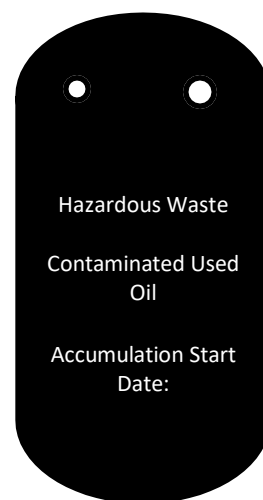 Hazardous Waste
Contaminated Used
Oil
Accumulation Start
Date: